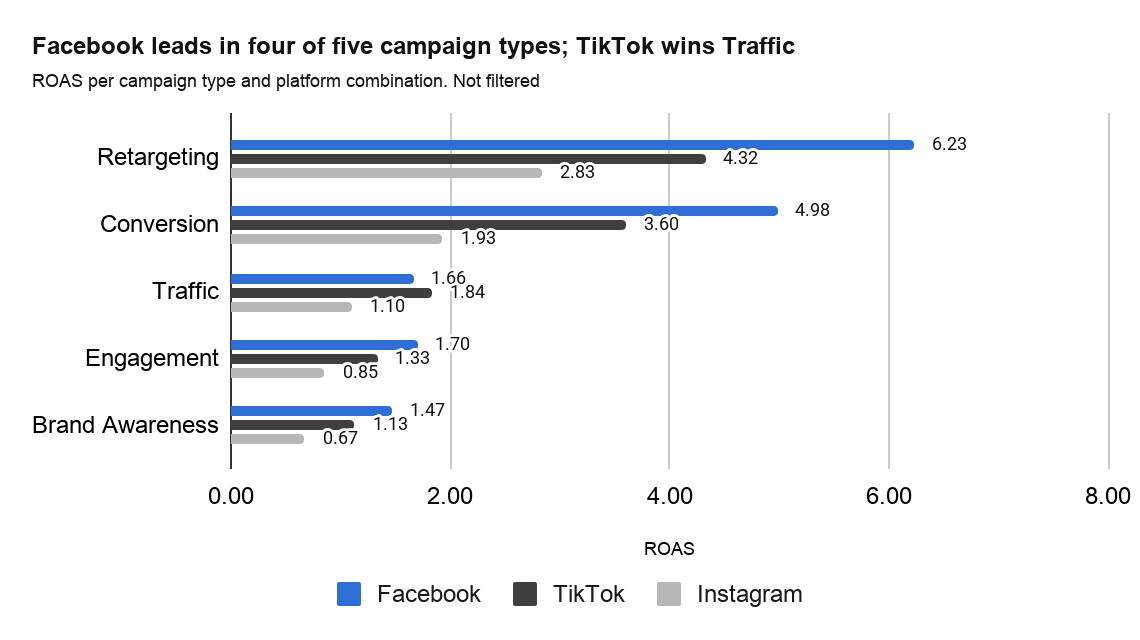 Facebook leads in four of five campaign types; TikTok wins Traffic
ROAS per campaign type and platform combination. Not filtered
Retargeting
6.23
4.32
2.83
Conversion
4.98
3.60
1.93
Traffic
1.66
1.84
1.10
Engagement
1.70
1.33
0.85
Brand Awareness
1.47
1.13
0.67
0.00 2.00 4.00 6.00 8.00
ROAS
Facebook TikTok Instagram